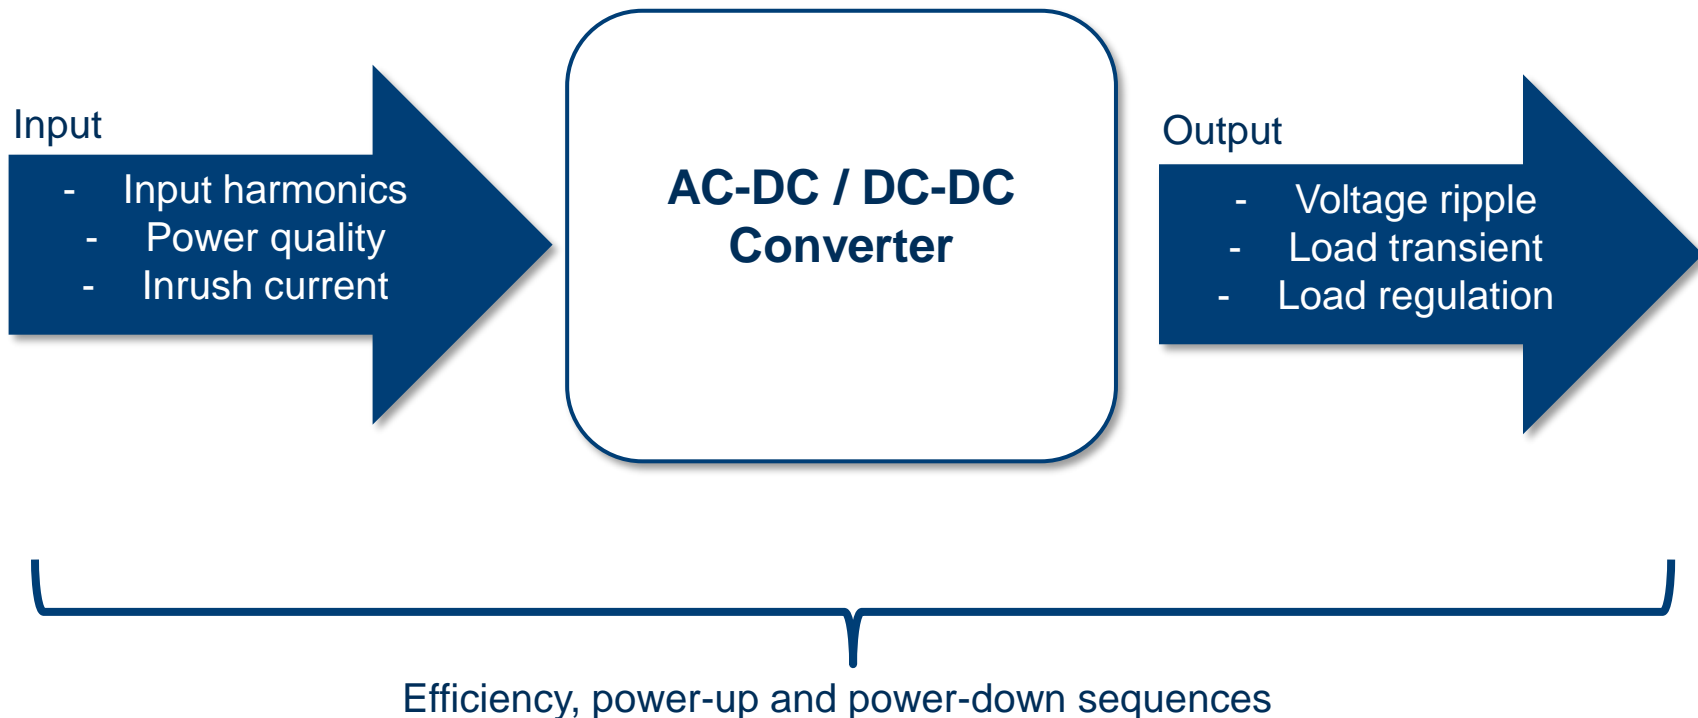 Input
- Input harmonics
- Power quality
- Inrush current
AC-DC / DC-DC
Converter
Output
- Voltage ripple
- Load transient
- Load regulation
Efficiency, power-up and power-down sequences